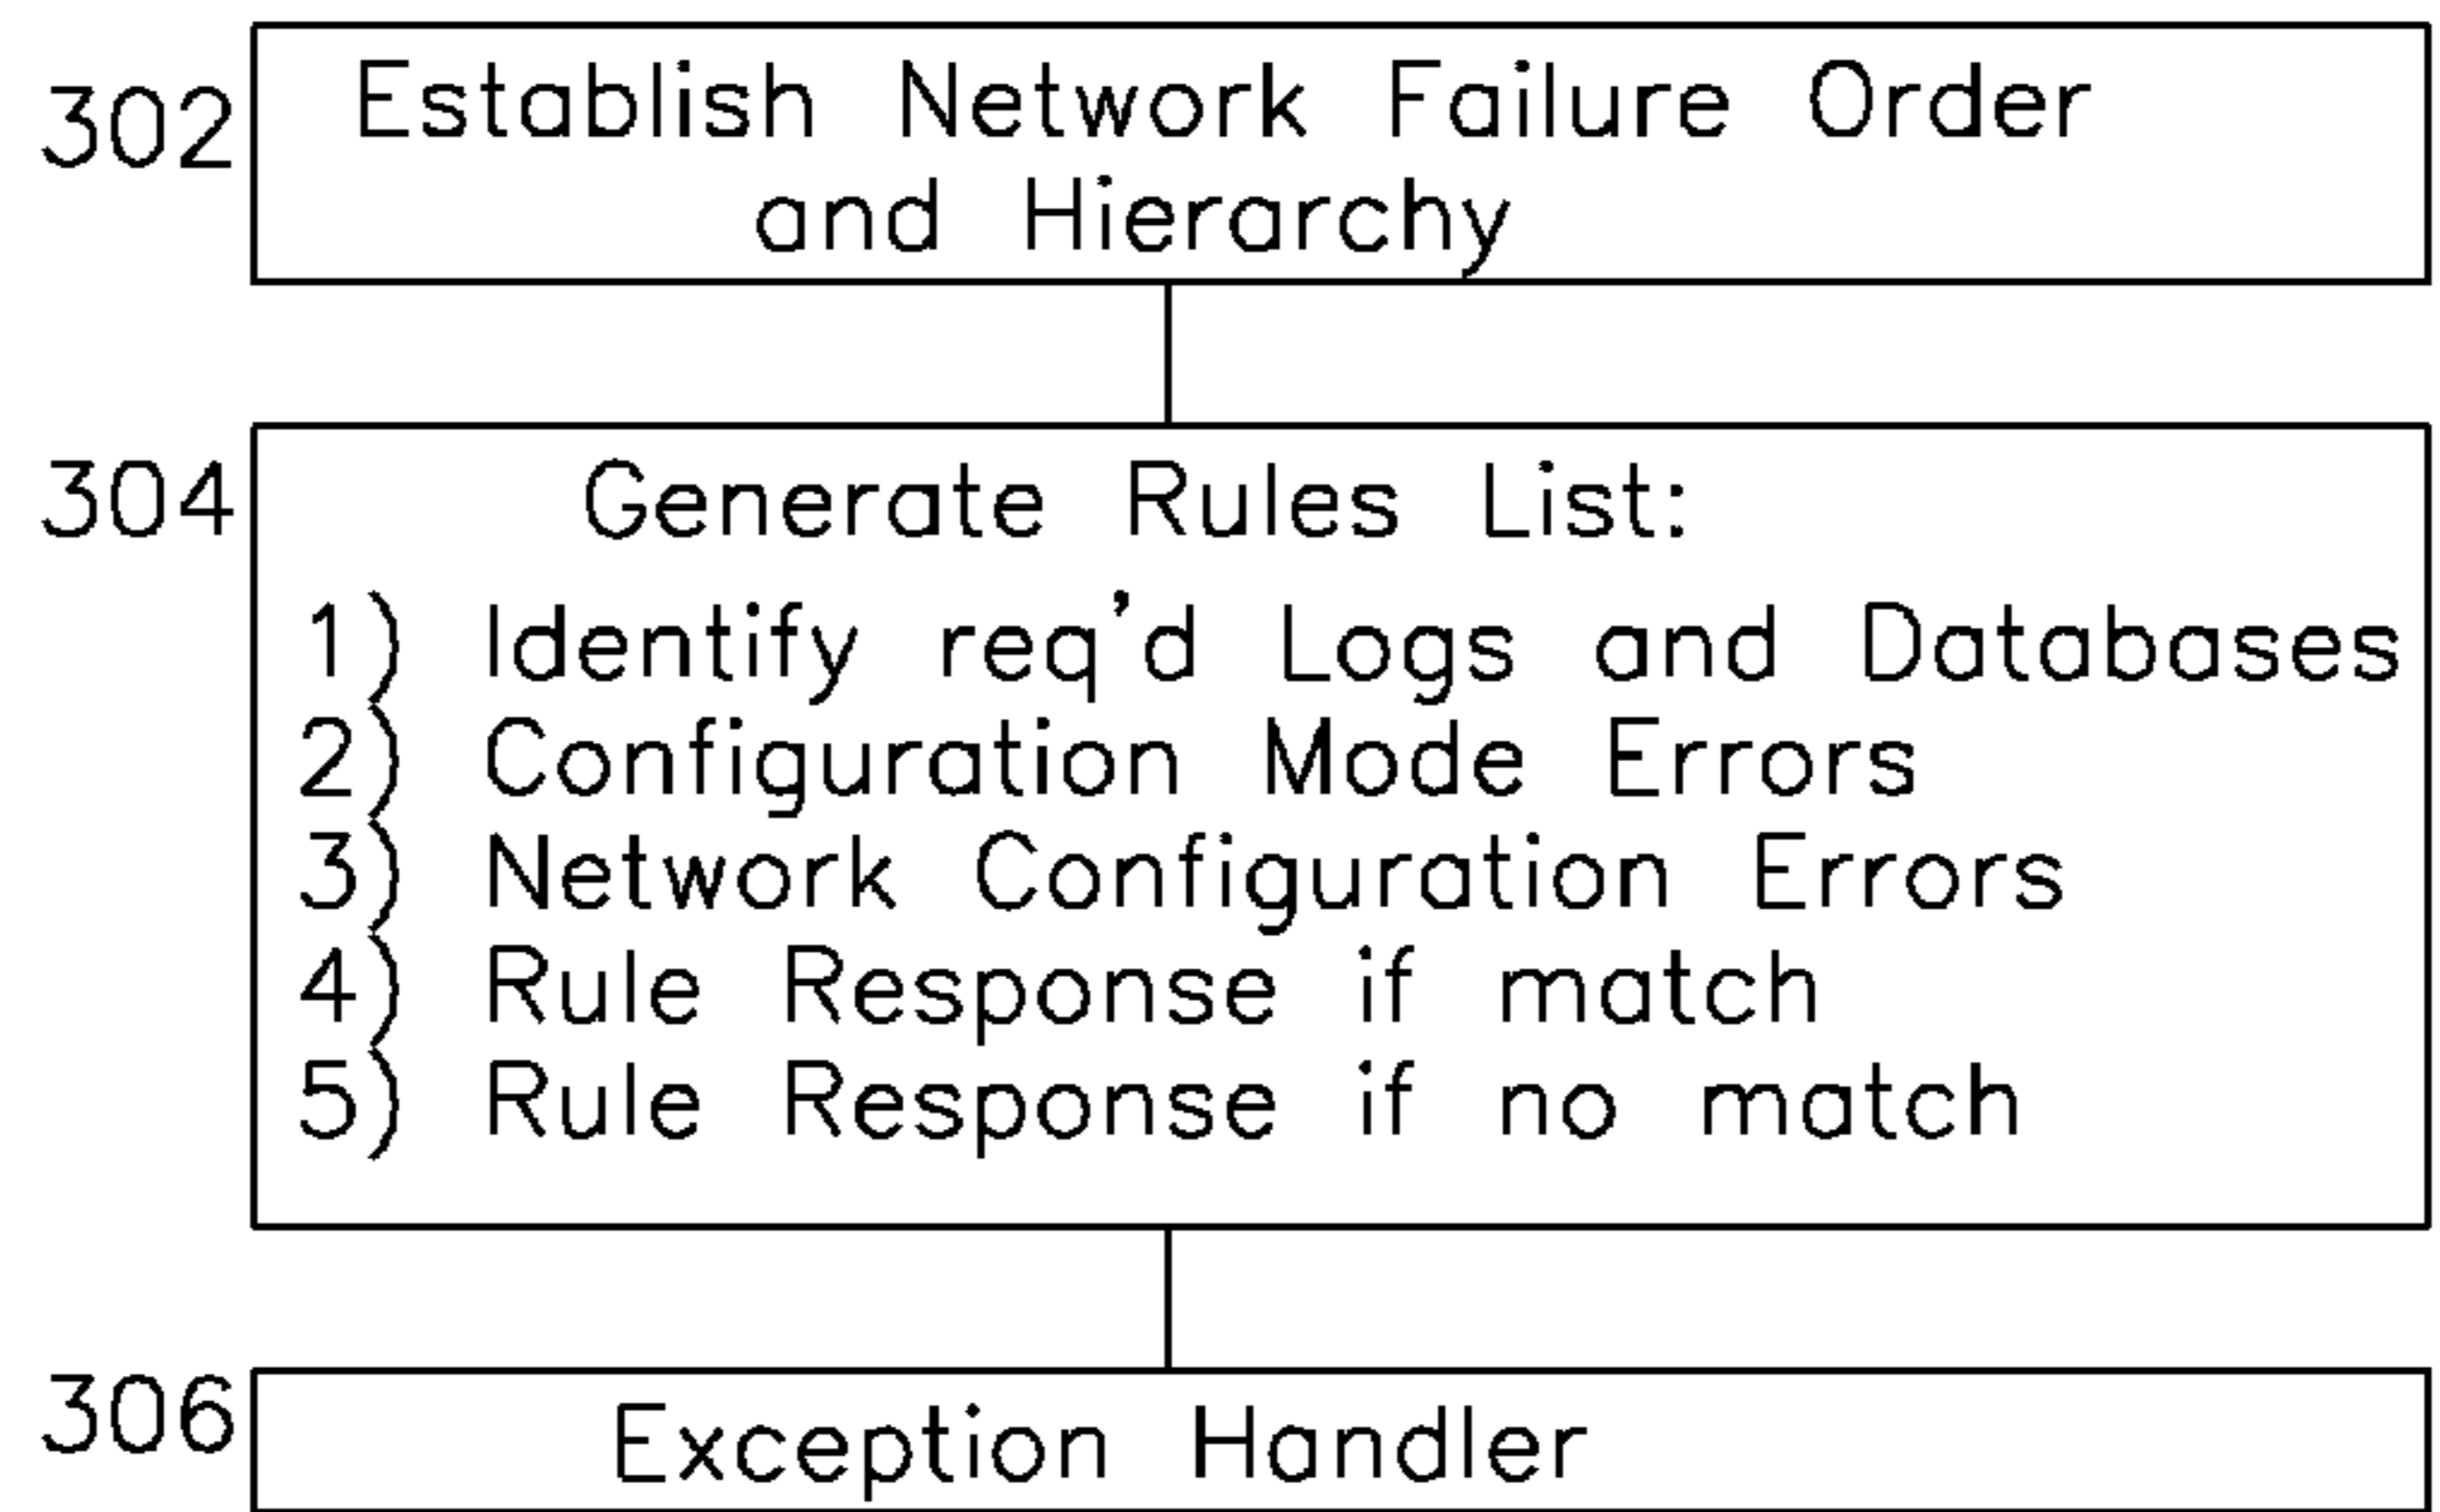 302 Establish Network Failure Order
and Hierarchy
304 Generate Rules List:
1) Identify req'd Logs and Databases
2) Configuration Mode Errors
3) Network Configuration Errors
4) Rule Response if match
5) Rule Response if no match
306 Exception Handler